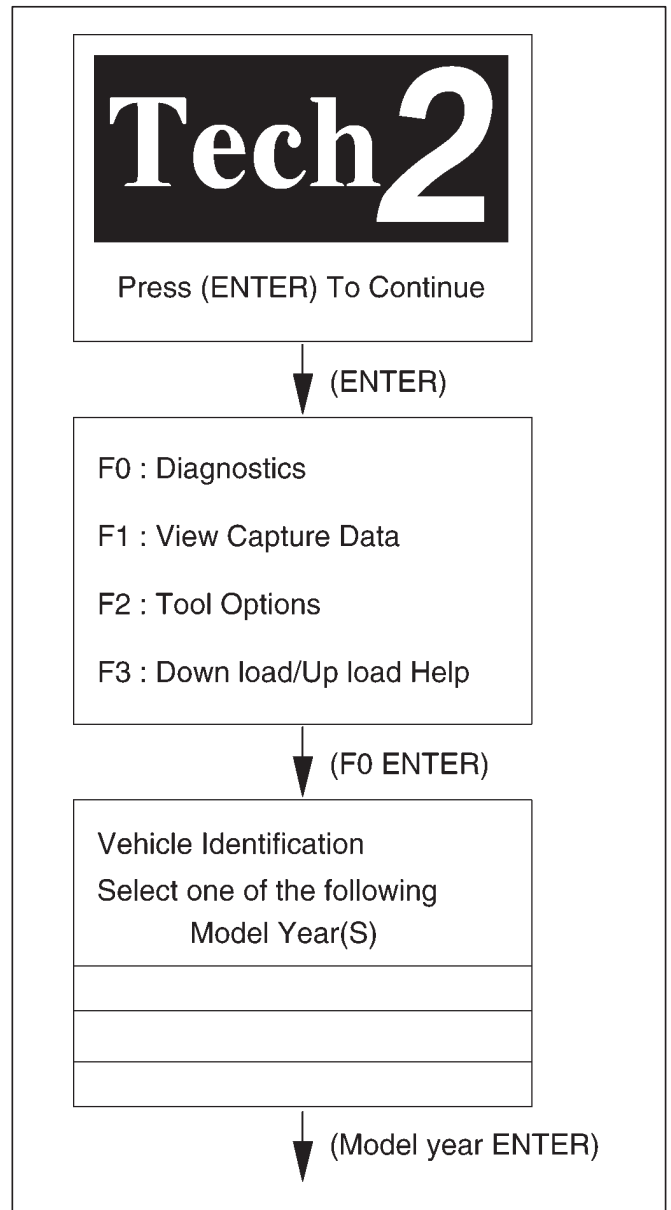 Tech2
Press (ENTER) To Continue
(ENTER)
F0 : Diagnostics
F1 : View Capture Data
F2 : Tool Options
F3 : Down load/Up load Help
(F0 ENTER)
Vehicle Identification
Select one of the following
Model Year(S)
(Model year ENTER)